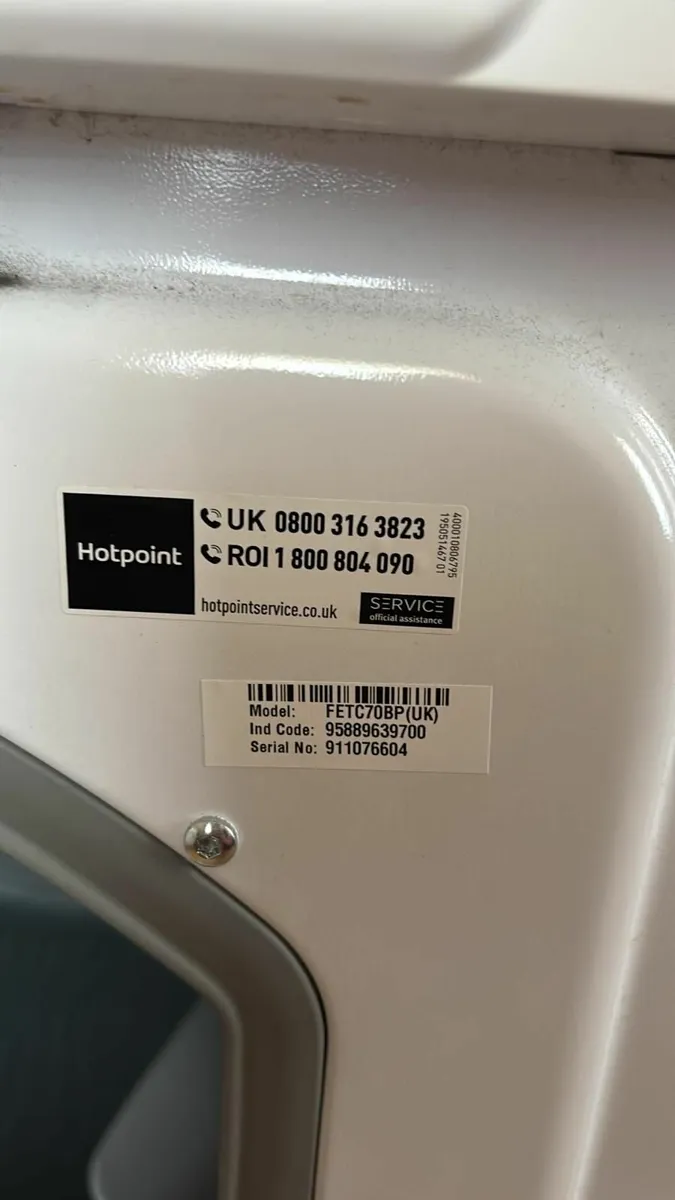 Hotpoint
UK 0800 316 3823
ROI 1 800 804 090
hotpointservice.co.uk
SERVICE
official assistance
400010806795
195051467.01
Model: FETC70BP(UK)
Ind Code: 95889639700
Serial No: 911076604